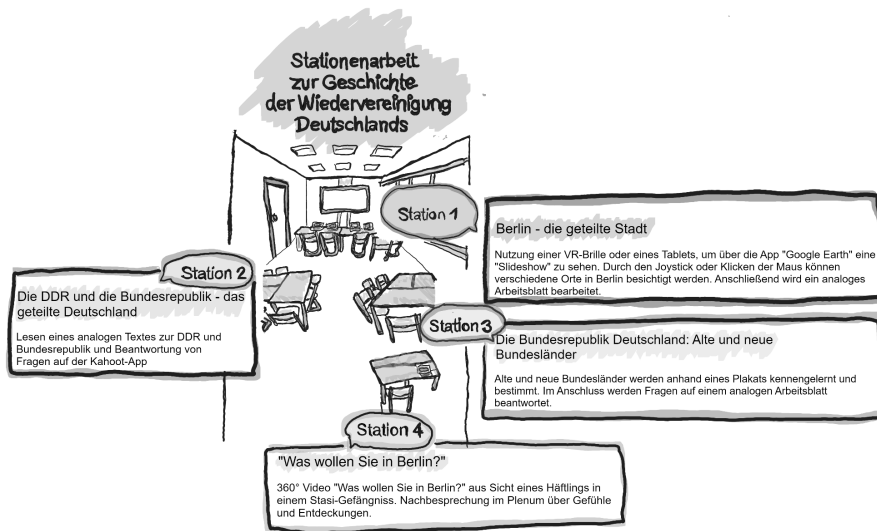 Stationenarbeit
zur Geschichte
der Wiedervereinigung
Deutschlands
Station 1
Berlin - die geteilte Stadt
Nutzung einer VR-Brille oder eines Tablets, um über die App "Google Earth" eine
"Slideshow" zu sehen. Durch den Joystick oder Klicken der Maus können
verschiedene Orte in Berlin besichtigt werden. Anschließend wird ein analoges
Arbeitsblatt bearbeitet.
Station 2
Die DDR und die Bundesrepublik - das
geteilte Deutschland
Lesen eines analogen Textes zur DDR und
Bundesrepublik und Beantwortung von
Fragen auf der Kahoot-App
Station 3
Die Bundesrepublik Deutschland: Alte und neue
Bundesländer
Alte und neue Bundesländer werden anhand eines Plakats kennengelernt und
bestimmt. Im Anschluss werden Fragen auf einem analogen Arbeitsblatt
beantwortet.
Station 4
"Was wollen Sie in Berlin?"
360° Video "Was wollen Sie in Berlin?" aus Sicht eines Häftlings in
einem Stasi-Gefängniss. Nachbesprechung im Plenum über Gefühle
und Entdeckungen.